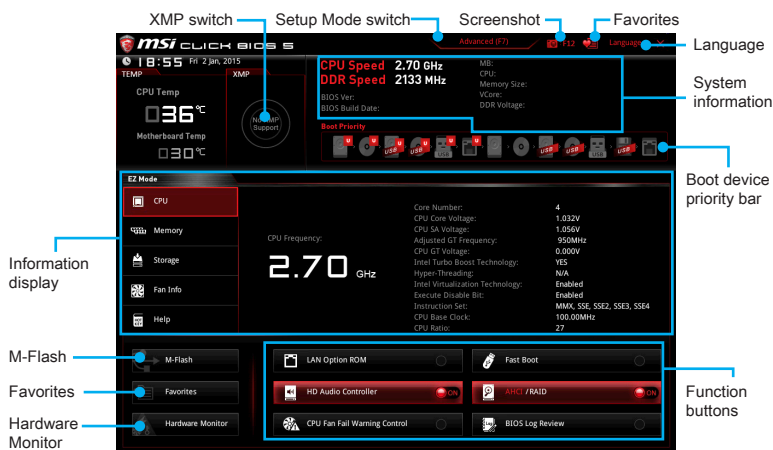 XMP switch
Setup Mode switch
Screenshot
Favorites
msi CLICK BIOS 5
Advanced (F7)
F12
Language
X
Language
18:55 Fri 2 Jan, 2015
TEMP
XMP
CPU Temp
036°C
Motherboard Temp
030°C
No XMP
Support
CPU Speed 2.70 GHz
DDR Speed 2133 MHz
BIOS Ver:
BIOS Build Date:
MB:
CPU:
Memory Size:
VCore:
DDR Voltage:
System
information
Boot Priority
U U U U U U
USB USB USB USB USB USB USB
Boot device
priority bar
EZ Mode
CPU
Memory
Storage
Fan Info
Help
Information
display
CPU Frequency:
2.70 GHz
Core Number: 4
CPU Core Voltage: 1.032V
CPU SA Voltage: 1.056V
Adjusted GT Frequency: 950MHz
CPU GT Voltage: 0.000V
Intel Turbo Boost Technology: YES
Hyper-Threading: N/A
Intel Virtualization Technology: Enabled
Execute Disable Bit: Enabled
Instruction Set: MMX, SSE, SSE2, SSE3, SSE4
CPU Base Clock: 100.00MHz
CPU Ratio: 27
M-Flash
Favorites
Hardware
Monitor
M-Flash
Favorites
Hardware Monitor
LAN Option ROM
Fast Boot
HD Audio Controller ON
AHCI /RAID ON
CPU Fan Fail Warning Control
BIOS Log Review
Function
buttons